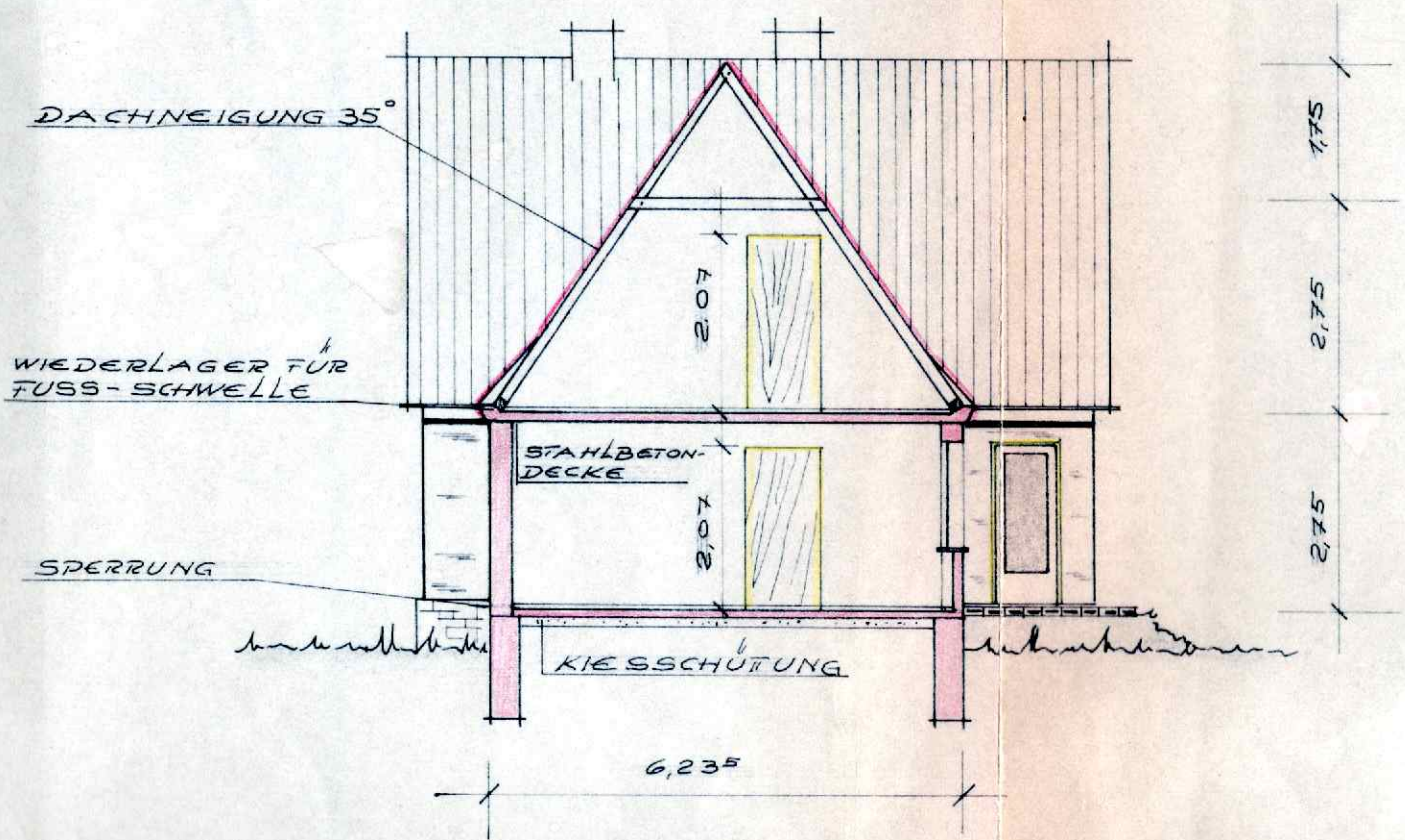 DACHNEIGUNG 35°
1,75
2,75
2.07
WIEDERLAGER FÜR
FUSS-SCHWELLE
STAHLBETON-
DECKE
2,07
2,75
SPERRUNG
KIESSCHÜTUNG
6,23⁵